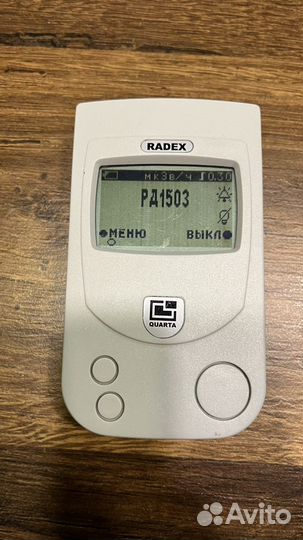 RADEX
мкЗв/ч 0.30
РД1503
МЕНЮ ВЫКЛ
QUARTA
Avito